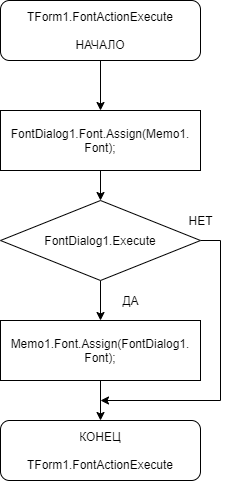 TForm1.FontActionExecute
НАЧАЛО
FontDialog1.Font.Assign(Memo1.
Font);
НЕТ
FontDialog1.Execute
ДА
Memo1.Font.Assign(FontDialog1.
Font);
КОНЕЦ
TForm1.FontActionExecute